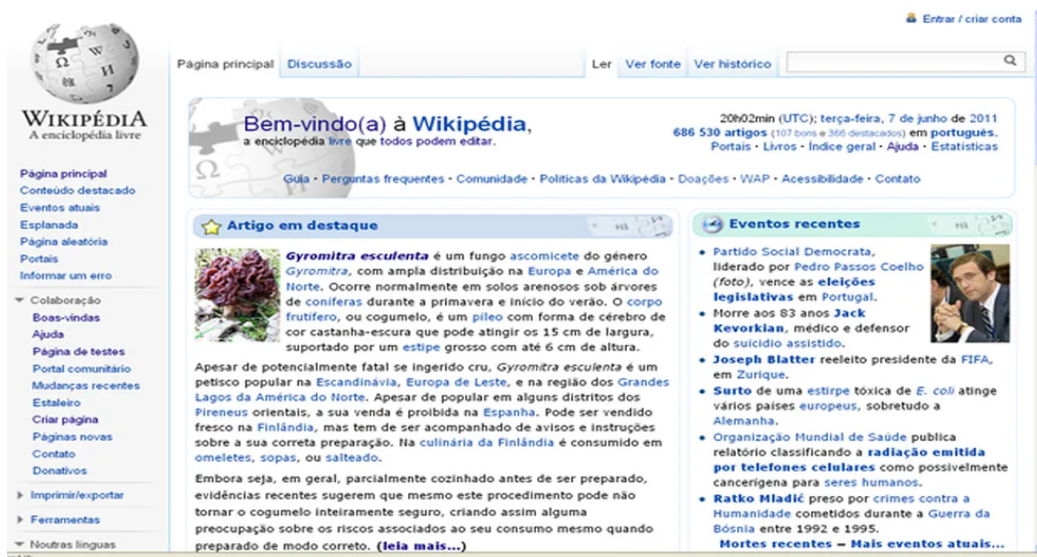 Entrar / criar conta
Página principal Discussão Ler Ver fonte Ver histórico
WIKIPÉDIA
A enciclopédia livre
Página principal
Conteúdo destacado
Eventos atuais
Esplanada
Página aleatória
Portais
Informar um erro
Colaboração
Boas-vindas
Ajuda
Página de testes
Portal comunitário
Mudanças recentes
Estaleiro
Criar página
Páginas novas
Contato
Donativos
Imprimir/exportar
Ferramentas
Noutras línguas
Bem-vindo(a) à Wikipédia,
a enciclopédia livre que todos podem editar.
20h02min (UTC); terça-feira, 7 de junho de 2011
686 530 artigos (107 bons e 366 destacados) em português.
Portais · Livros · Índice geral · Ajuda · Estatísticas
Guia · Perguntas frequentes · Comunidade · Políticas da Wikipédia · Doações · WAP · Acessibilidade · Contato
Artigo em destaque
Gyromitra esculenta é um fungo ascomicete do género
Gyromitra, com ampla distribuição na Europa e América do
Norte. Ocorre normalmente em solos arenosos sob árvores
de coníferas durante a primavera e início do verão. O corpo
frutífero, ou cogumelo, é um píleo com forma de cérebro de
cor castanha-escura que pode atingir os 15 cm de largura,
suportado por um estipe grosso com até 6 cm de altura.
Apesar de potencialmente fatal se ingerido cru, Gyromitra esculenta é um
petisco popular na Escandinávia, Europa de Leste, e na região dos Grandes
Lagos da América do Norte. Apesar de popular em alguns distritos dos
Pireneus orientais, a sua venda é proibida na Espanha. Pode ser vendido
fresco na Finlândia, mas tem de ser acompanhado de avisos e instruções
sobre a sua correta preparação. Na culinária da Finlândia é consumido em
omeletes, sopas, ou salteado.
Embora seja, em geral, parcialmente cozinhado antes de ser preparado,
evidências recentes sugerem que mesmo este procedimento pode não
tornar o cogumelo inteiramente seguro, criando assim alguma
preocupação sobre os riscos associados ao seu consumo mesmo quando
preparado de modo correto. (leia mais...)
Eventos recentes
Partido Social Democrata,
liderado por Pedro Passos Coelho
(foto), vence as eleições
legislativas em Portugal.
Morre aos 83 anos Jack
Kevorkian, médico e defensor
do suicídio assistido.
Joseph Blatter reeleito presidente da FIFA,
em Zurique.
Surto de uma estirpe tóxica de E. coli atinge
vários países europeus, sobretudo a
Alemanha.
Organização Mundial de Saúde publica
relatório classificando a radiação emitida
por telefones celulares como possivelmente
cancerígena para seres humanos.
Ratko Mladić preso por crimes contra a
Humanidade cometidos durante a Guerra da
Bósnia entre 1992 e 1995.
Mortes recentes – Mais eventos atuais...